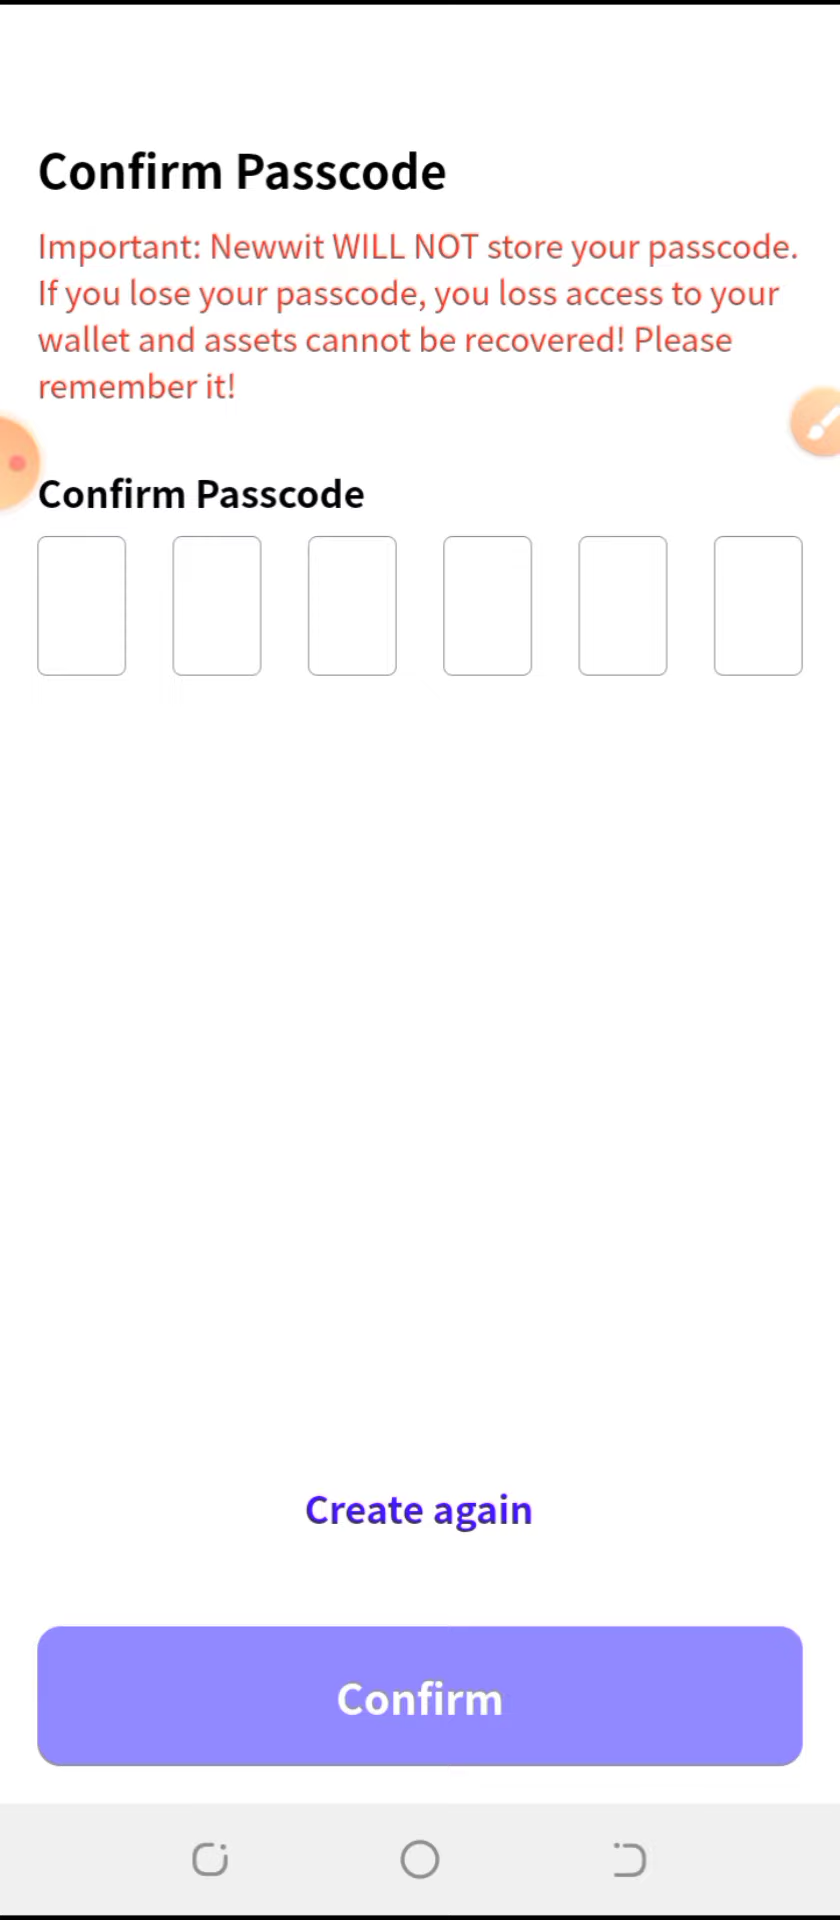 Confirm Passcode
Important: Newwit WILL NOT store your passcode.
If you lose your passcode, you loss access to your
wallet and assets cannot be recovered! Please
remember it!
Confirm Passcode
Create again
Confirm